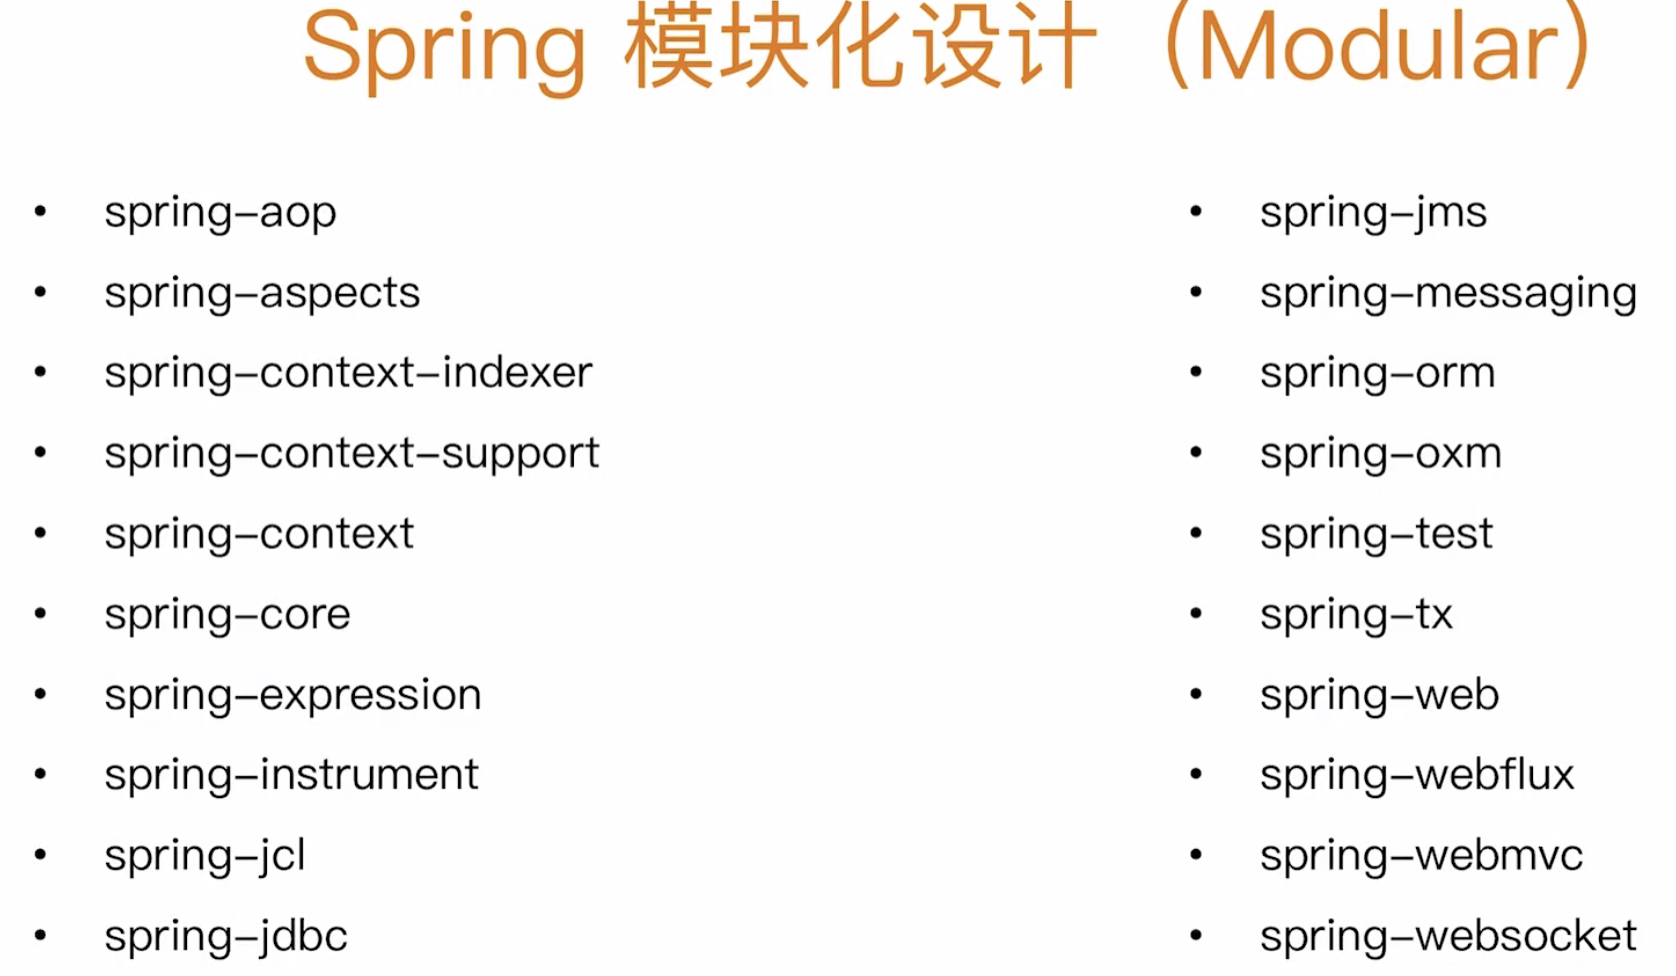 Spring 模块化设计（Modular）
• spring-aop
• spring-aspects
• spring-context-indexer
• spring-context-support
• spring-context
• spring-core
• spring-expression
• spring-instrument
• spring-jcl
• spring-jdbc
• spring-jms
• spring-messaging
• spring-orm
• spring-oxm
• spring-test
• spring-tx
• spring-web
• spring-webflux
• spring-webmvc
• spring-websocket